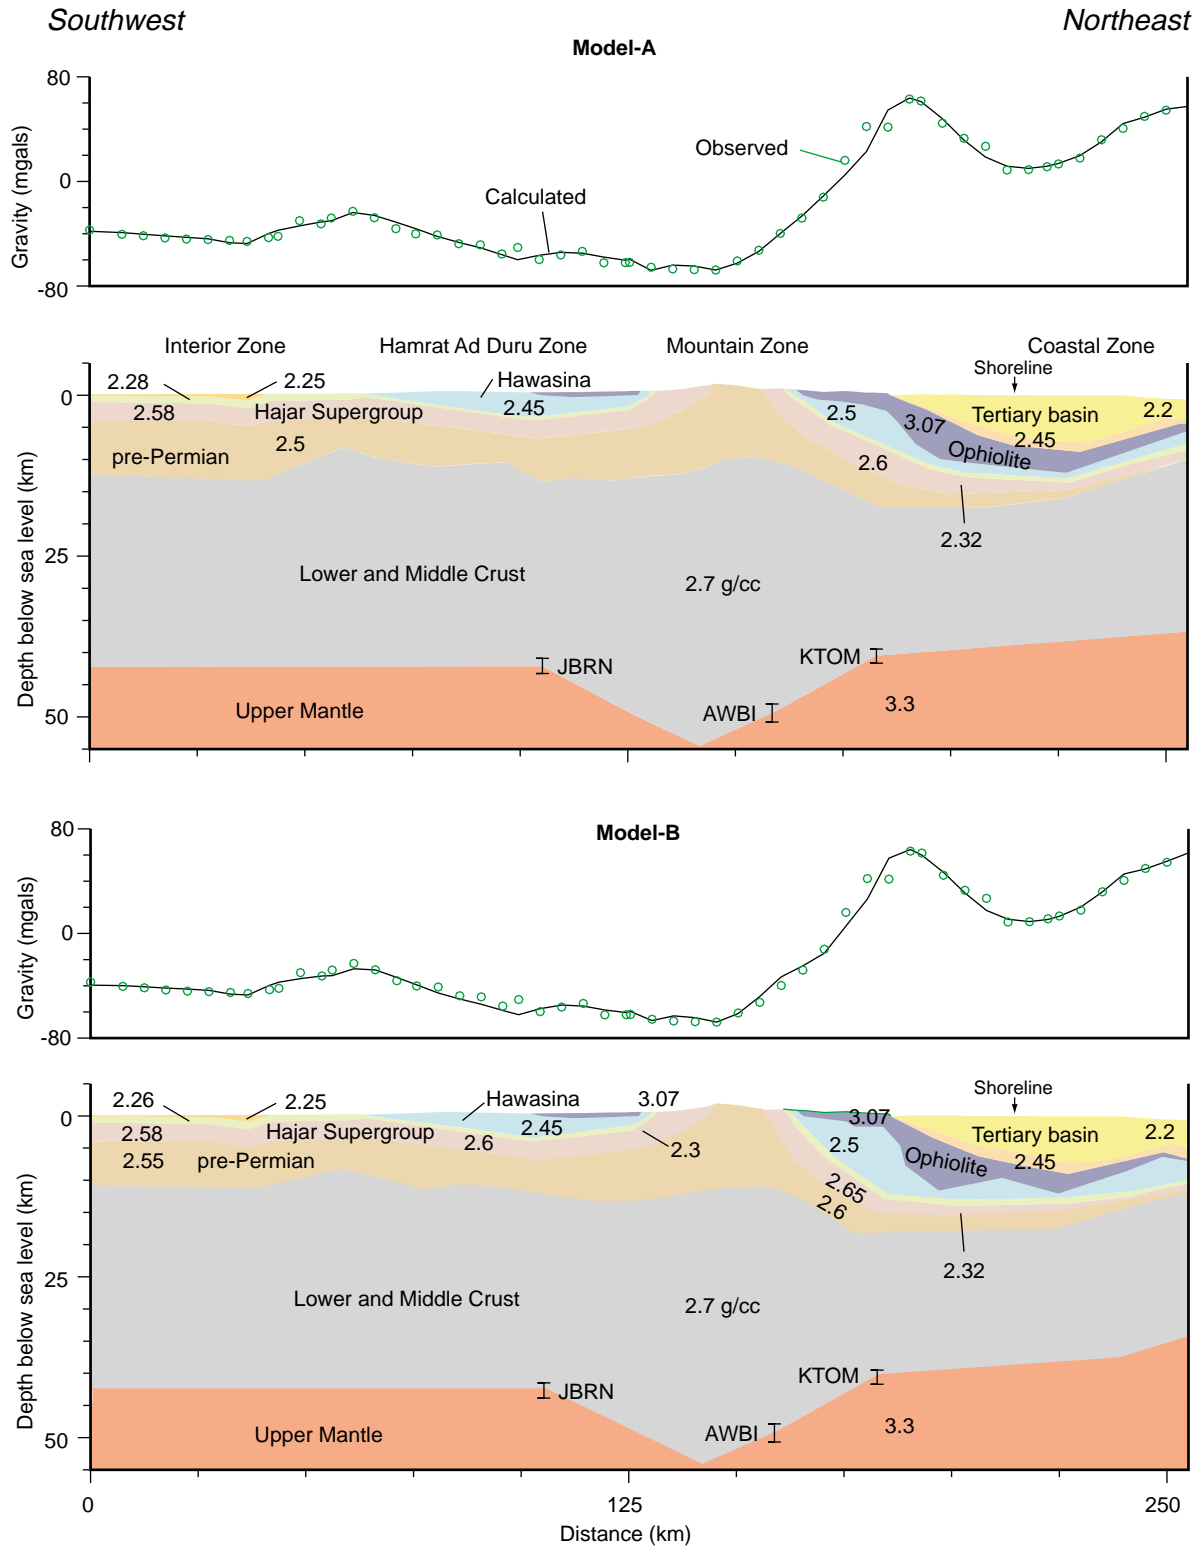 Southwest Northeast
Model-A
80
0
-80
Gravity (mgals)
Observed
Calculated
Interior Zone Hamrat Ad Duru Zone Mountain Zone Coastal Zone
Shoreline
0
25
50
Depth below sea level (km)
2.28 2.25 Hawasina
2.58 Hajar Supergroup 2.45 2.5 3.07 Tertiary basin 2.2
pre-Permian 2.5 2.6 Ophiolite 2.45
2.32
Lower and Middle Crust 2.7 g/cc
JBRN KTOM
Upper Mantle AWBI 3.3
Model-B
80
0
-80
Gravity (mgals)
Shoreline
0
25
50
Depth below sea level (km)
2.26 2.25 Hawasina 3.07 3.07
2.58 Hajar Supergroup 2.6 2.45 2.3 2.5 Tertiary basin 2.2
2.55 pre-Permian 2.65 Ophiolite 2.45
2.6
2.32
Lower and Middle Crust 2.7 g/cc
JBRN KTOM
Upper Mantle AWBI 3.3
0 125 250
Distance (km)